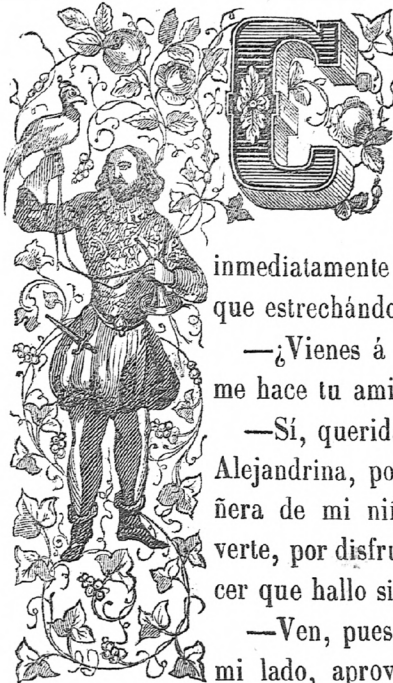 C
inmediatamente
que estrechándo
—¿Vienes á
me hace tu ami
—Sí, querid
Alejandrina, po
ñera de mi niñ
verte, por disfru
cer que hallo si
—Ven, pues
mi lado, aprov